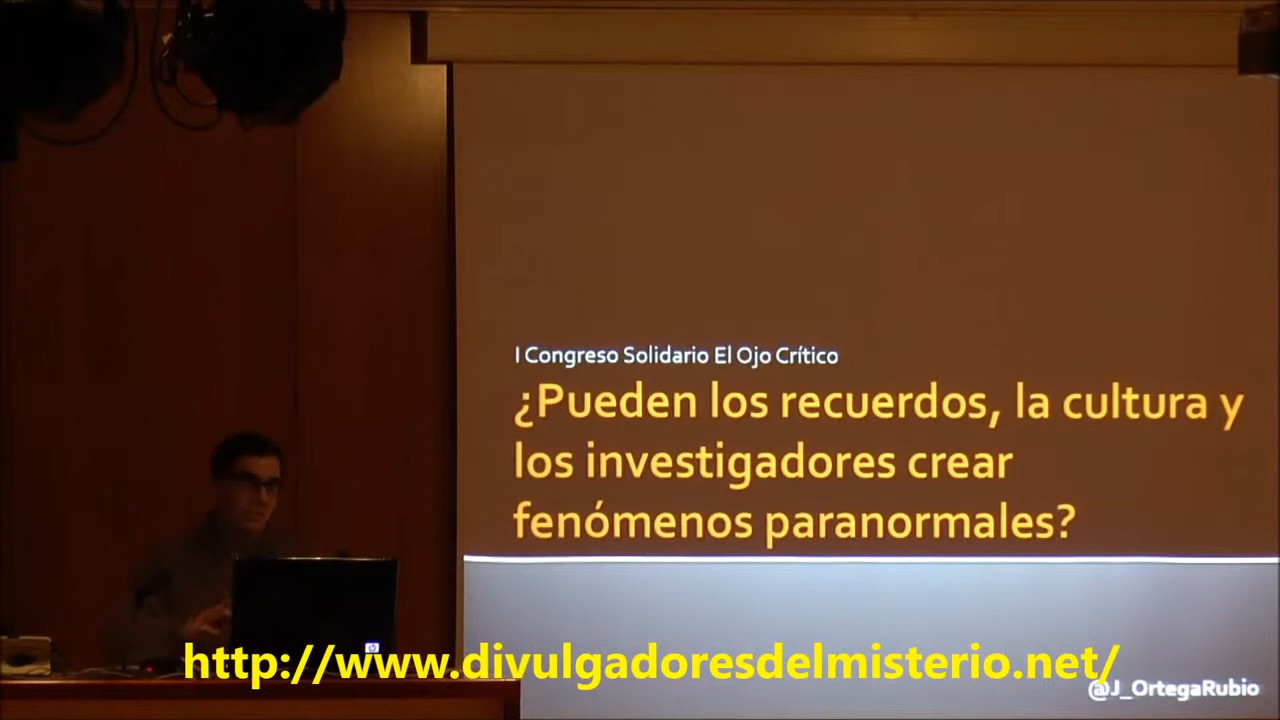 I Congreso Solidario El Ojo Crítico
¿Pueden los recuerdos, la cultura y
los investigadores crear
fenómenos paranormales?
http://www.divulgadoresdelmisterio.net/
@J_OrtegaRubio